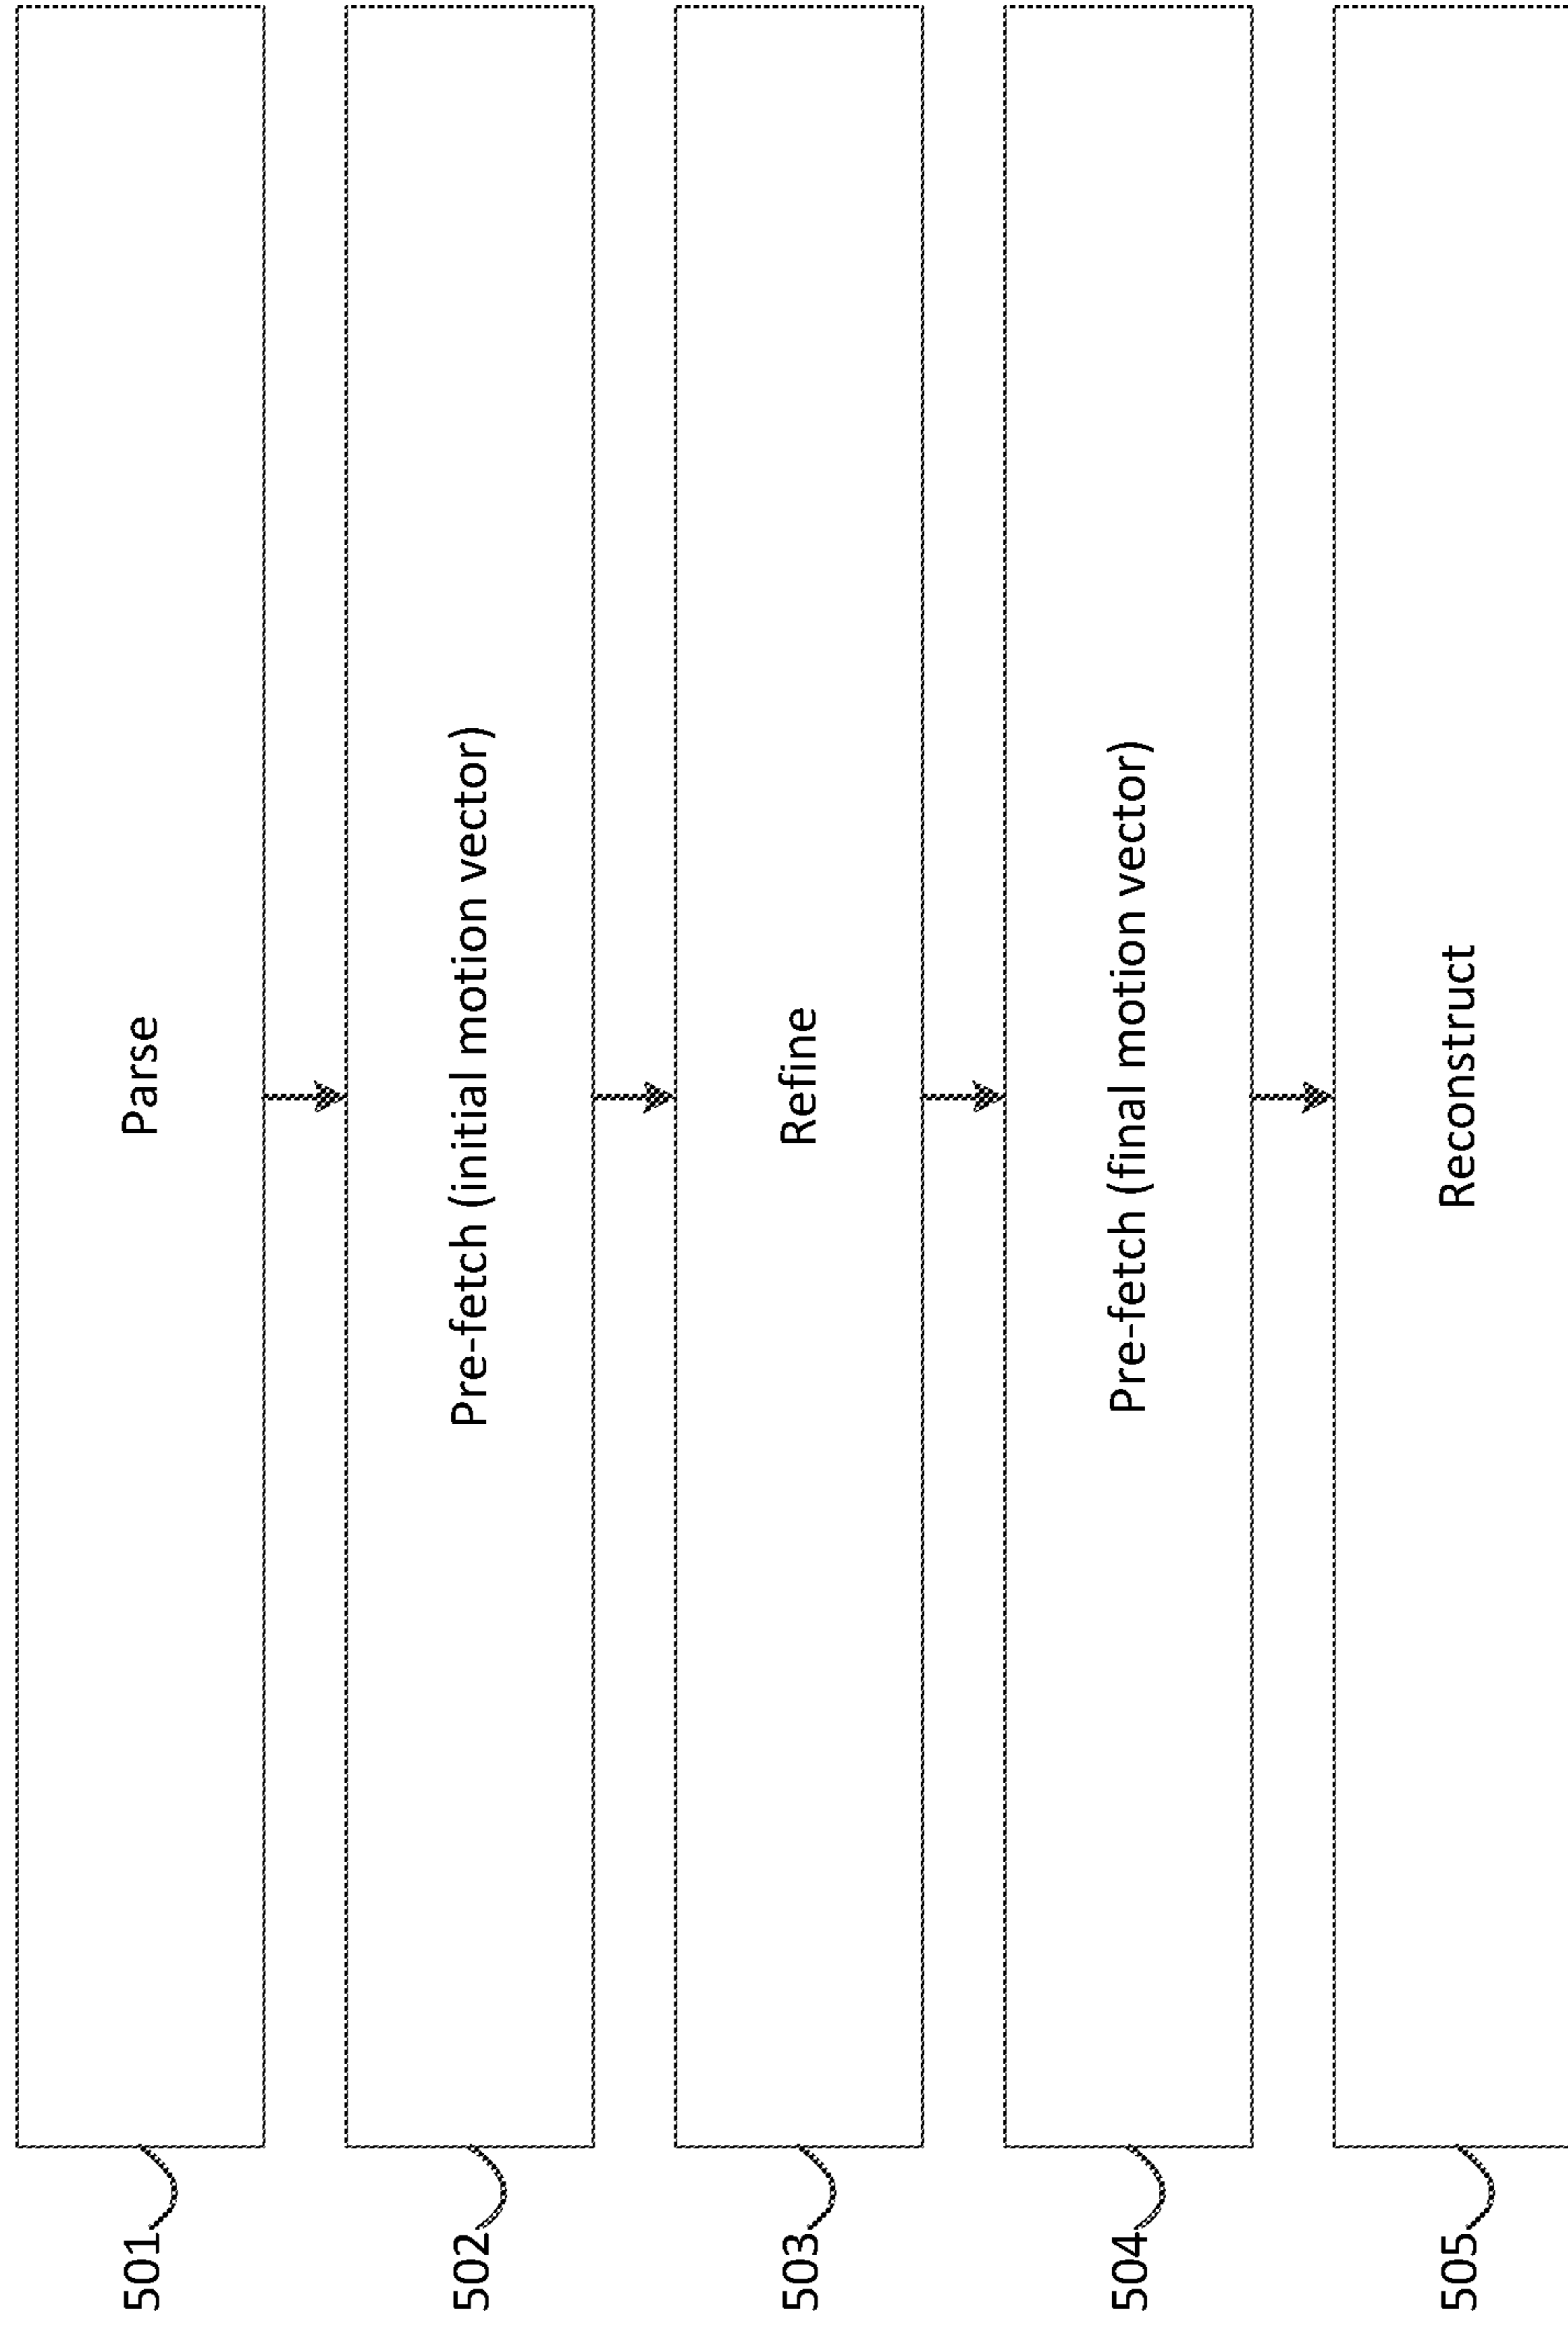 501
Parse
502
Pre-fetch (initial motion vector)
503
Refine
504
Pre-fetch (final motion vector)
505
Reconstruct